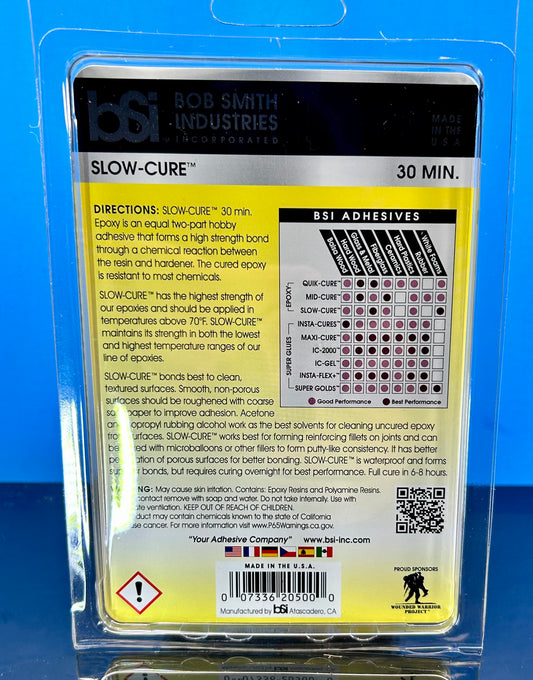 bsi BOB SMITH
INDUSTRIES
INCORPORATED
MADE
IN THE
U.S.A.
SLOW-CURE™ 30 MIN.
DIRECTIONS: SLOW-CURE™ 30 min.
Epoxy is an equal two-part hobby
adhesive that forms a high strength bond
through a chemical reaction between
the resin and hardener. The cured epoxy
is resistant to most chemicals.
SLOW-CURE™ has the highest strength of
our epoxies and should be applied in
temperatures above 70°F. SLOW-CURE™
maintains its strength in both the lowest
and highest temperature ranges of our
line of epoxies.
SLOW-CURE™ bonds best to clean,
textured surfaces. Smooth, non-porous
surfaces should be roughened with coarse
paper to improve adhesion. Acetone
and isopropyl rubbing alcohol work as the best solvents for cleaning uncured epoxy
from surfaces. SLOW-CURE™ works best for forming reinforcing fillets on joints and can
be with microballoons or other fillers to form putty-like consistency. It has better
penetration of porous surfaces for better bonding. SLOW-CURE™ is waterproof and forms
bonds, but requires curing overnight for best performance. Full cure in 6-8 hours.
BSI ADHESIVES
Balsa Wood
Hard Wood
Glass & Metal
Fiberglass
Ceramics
Hard Plastics
Rubber
White Foams
EPOXY
QUIK-CURE™
MID-CURE™
SLOW-CURE™
SUPER GLUES
INSTA-CURE™
MAXI-CURE™
IC-2000™
IC-GEL™
INSTA-FLEX+™
SUPER GOLDS™
Good Performance Best Performance
WARNING: May cause skin irritation. Contains: Epoxy Resins and Polyamine Resins.
contact remove with soap and water. Do not take internally. Use with
ventilation. KEEP OUT OF REACH OF CHILDREN.
product may contain chemicals known to the state of California
cause cancer. For more information visit www.P65Warnings.ca.gov.
"Your Adhesive Company" www.bsi-inc.com
MADE IN THE U.S.A.
0 07336 20500 0
Manufactured by bsi Atascadero, CA
PROUD SPONSORS
WOUNDED WARRIOR
PROJECT